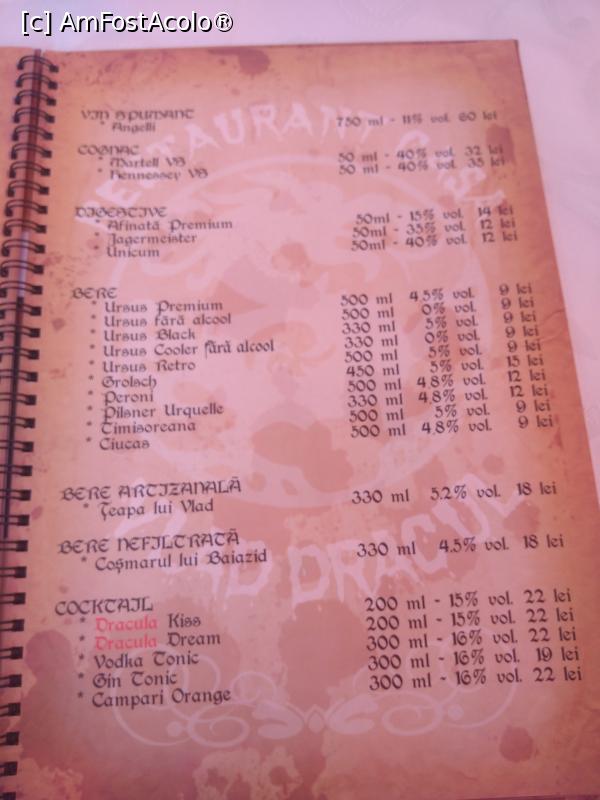 [c] AmFostAcolo®
VIN SPUMANT
* Angelli 750 ml - 11% vol. 60 lei
COGNAC
* Martell VS 50 ml - 40% vol. 32 lei
* Hennessey VS 50 ml - 40% vol. 35 lei
DIGESTIVE
* Afinată Premium 50ml - 15% vol. 14 lei
* Jagermeister 50ml - 35% vol. 12 lei
* Unicum 50ml - 40% vol. 12 lei
BERE
* Ursus Premium 500 ml 4,5% vol. 9 lei
* Ursus fără alcool 500 ml 0% vol. 9 lei
* Ursus Black 330 ml 5% vol. 9 lei
* Ursus Cooler fără alcool 330 ml 0% vol. 9 lei
* Ursus Retro 500 ml 5% vol. 9 lei
* Grolsch 450 ml 5% vol. 15 lei
* Peroni 500 ml 4,8% vol. 12 lei
* Pilsner Urquelle 330 ml 4,8% vol. 12 lei
* Timisoreana 500 ml 5% vol. 9 lei
* Ciucas 500 ml 4,8% vol. 9 lei
BERE ARTIZANALĂ
* Țeapa lui Vlad 330 ml 5.2% vol. 18 lei
BERE NEFILTRATĂ
* Coșmarul lui Baiazid 330 ml 4.5% vol. 18 lei
COCKTAIL
* Dracula Kiss 200 ml - 15% vol. 22 lei
* Dracula Dream 200 ml - 15% vol. 22 lei
* Vodka Tonic 300 ml - 16% vol. 22 lei
* Gin Tonic 300 ml - 16% vol. 19 lei
* Campari Orange 300 ml - 16% vol. 22 lei
VLAD DRACUL